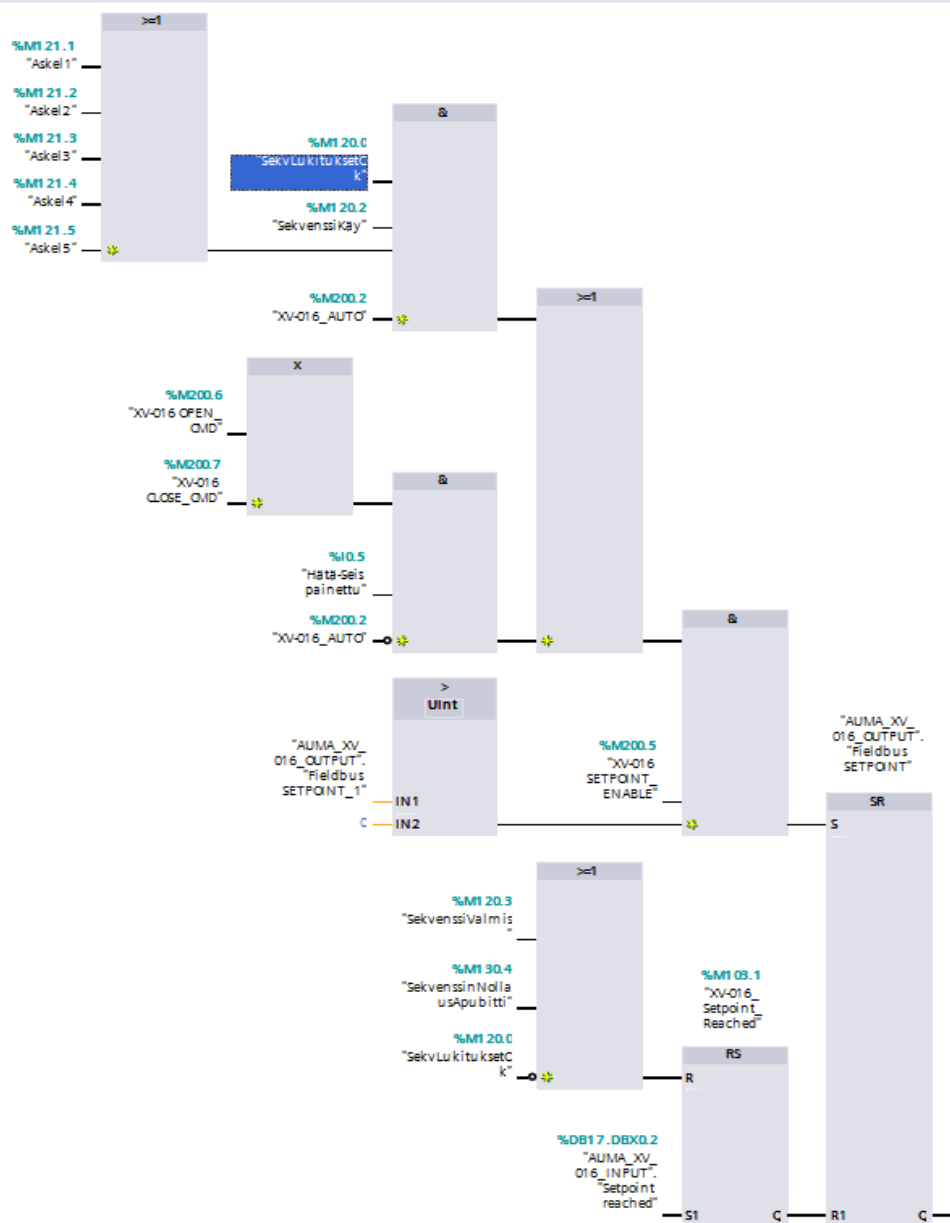 >=1
%M121.1
"Askel1"
%M121.2
"Askel2"
%M121.3
"Askel3"
%M121.4
"Askel4"
%M121.5
"Askel5"
&
%M120.0
"SekvLukituksetO
k"
%M120.2
"SekvenssiKäy"
%M200.2
"XV-016_AUTO"
>=1
x
%M200.6
"XV-016 OPEN_
CMD"
%M200.7
"XV-016
CLOSE_CMD"
&
%I0.5
"Hätä-Seis
painettu"
%M200.2
"XV-016_AUTO"
&
>
UInt
"AUMA_XV_
016_OUTPUT".
"Fieldbus
SETPOINT_1"
IN1
0
IN2
%M200.5
"XV-016
SETPOINT_
ENABLE"
"AUMA_XV_
016_OUTPUT".
"Fieldbus
SETPOINT"
SR
S
>=1
%M120.3
"SekvenssiValmis
"
%M130.4
"SekvenssinNolla
usApubitti"
%M120.0
"SekvLukituksetO
k"
%M103.1
"XV-016_
Setpoint_
Reached"
RS
R
%DB17.DBX0.2
"AUMA_XV_
016_INPUT".
"Setpoint
reached"
S1
Q
R1
Q